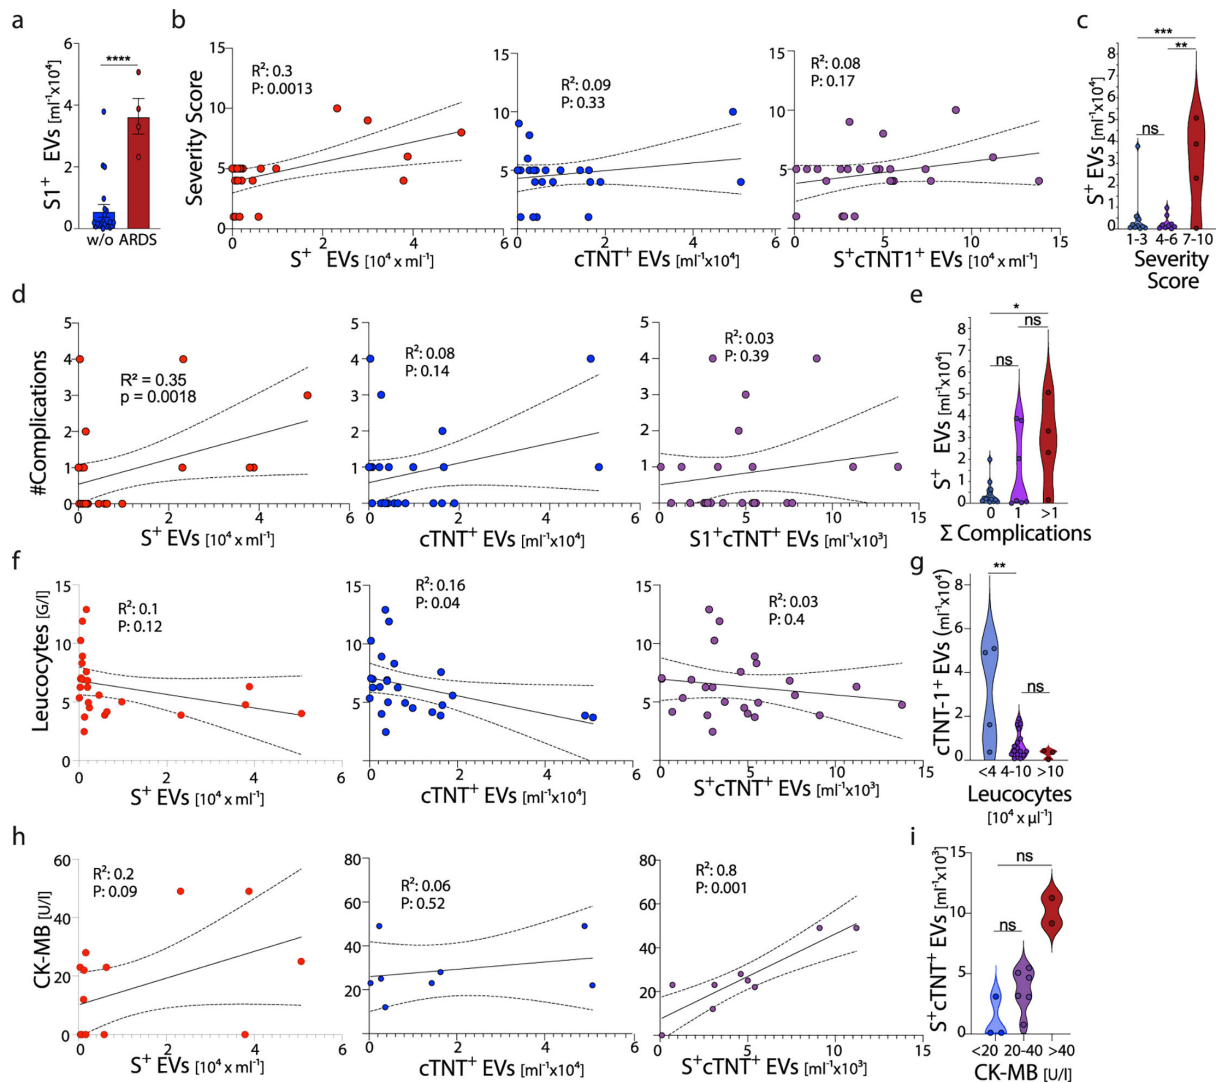 a
S1⁺ EVs [ml⁻¹x10⁴]
6
4
2
0
****
w/o ARDS
b
Severity Score
20
15
10
5
0
R²: 0.3
P: 0.0013
0 2 4 6
S⁺ EVs [10⁴ x ml⁻¹]
15
10
5
0
R²: 0.09
P: 0.33
0 2 4 6
cTNT⁺ EVs [ml⁻¹x10⁴]
15
10
5
0
R²: 0.08
P: 0.17
0 5 10 15
S⁺cTNT1⁺ EVs [10⁴ x ml⁻¹]
c
S⁺ EVs [ml⁻¹x10⁴]
8
7
6
5
4
3
2
1
0
***
**
ns
1-3 4-6 7-10
Severity
Score
d
#Complications
5
4
3
2
1
0
R² = 0.35
p = 0.0018
0 2 4 6
S⁺ EVs [10⁴ x ml⁻¹]
5
4
3
2
1
0
R²: 0.08
P: 0.14
0 2 4 6
cTNT⁺ EVs [ml⁻¹x10⁴]
5
4
3
2
1
0
R²: 0.03
P: 0.39
0 5 10 15
S1⁺cTNT⁺ EVs [ml⁻¹x10³]
e
S⁺ EVs [ml⁻¹x10⁴]
8
7
6
5
4
3
2
1
0
*
ns
ns
0 1 >1
Σ Complications
f
Leucocytes [G/l]
15
10
5
0
R²: 0.1
P: 0.12
0 2 4 6
S⁺ EVs [10⁴ x ml⁻¹]
15
10
5
0
R²: 0.16
P: 0.04
0 2 4 6
cTNT⁺ EVs [ml⁻¹x10⁴]
15
10
5
0
R²: 0.03
P: 0.4
0 5 10 15
S⁺cTNT⁺ EVs [ml⁻¹x10³]
g
cTNT-1⁺ EVs (ml⁻¹x10⁴)
8
6
4
2
0
**
ns
<4 4-10 >10
Leucocytes
[10⁴ x µl⁻¹]
h
CK-MB [U/l]
60
40
20
0
R²: 0.2
P: 0.09
0 2 4 6
S⁺ EVs [10⁴ x ml⁻¹]
80
60
40
20
0
R²: 0.06
P: 0.52
0 2 4 6
cTNT⁺ EVs [ml⁻¹x10⁴]
80
60
40
20
0
R²: 0.8
P: 0.001
0 5 10 15
S⁺cTNT⁺ EVs [ml⁻¹x10³]
i
S⁺cTNT⁺ EVs [ml⁻¹x10³]
15
10
5
0
ns
ns
<20 20-40 >40
CK-MB [U/l]